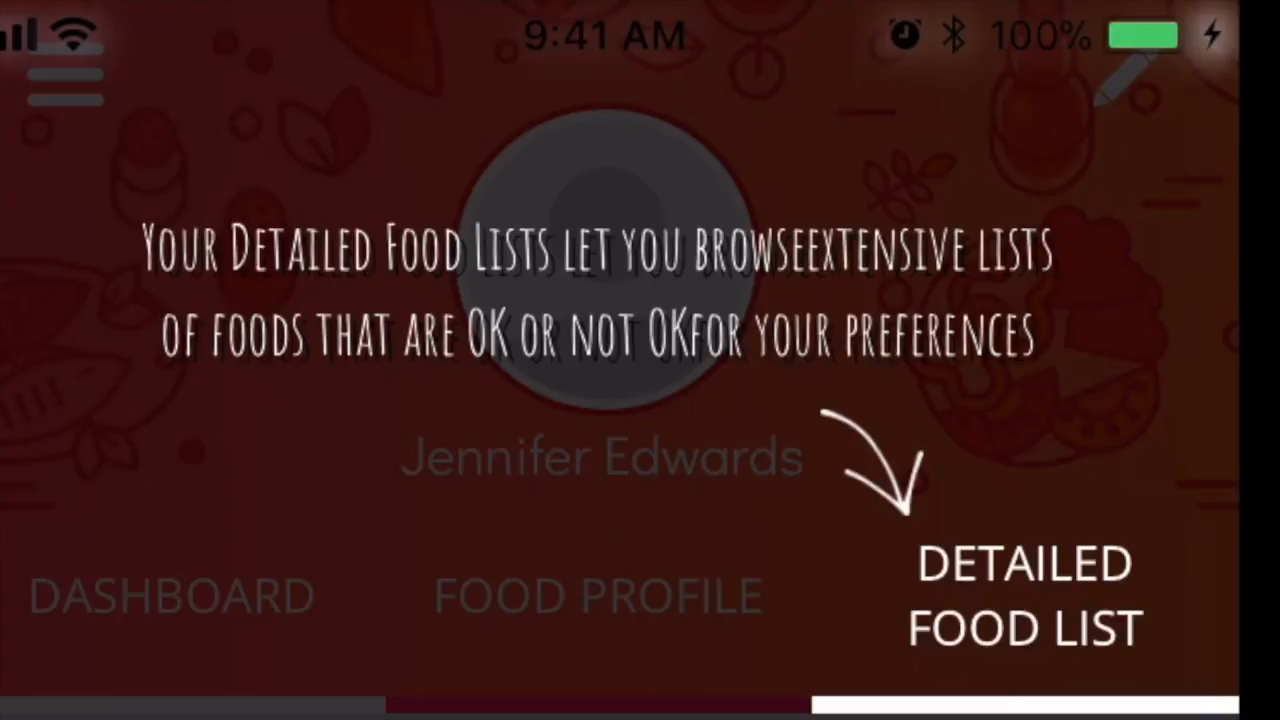 9:41 AM 100%
YOUR DETAILED FOOD LISTS LET YOU BROWSEEXTENSIVE LISTS
OF FOODS THAT ARE OK OR NOT OKFOR YOUR PREFERENCES
Jennifer Edwards
DASHBOARD FOOD PROFILE DETAILED
FOOD LIST